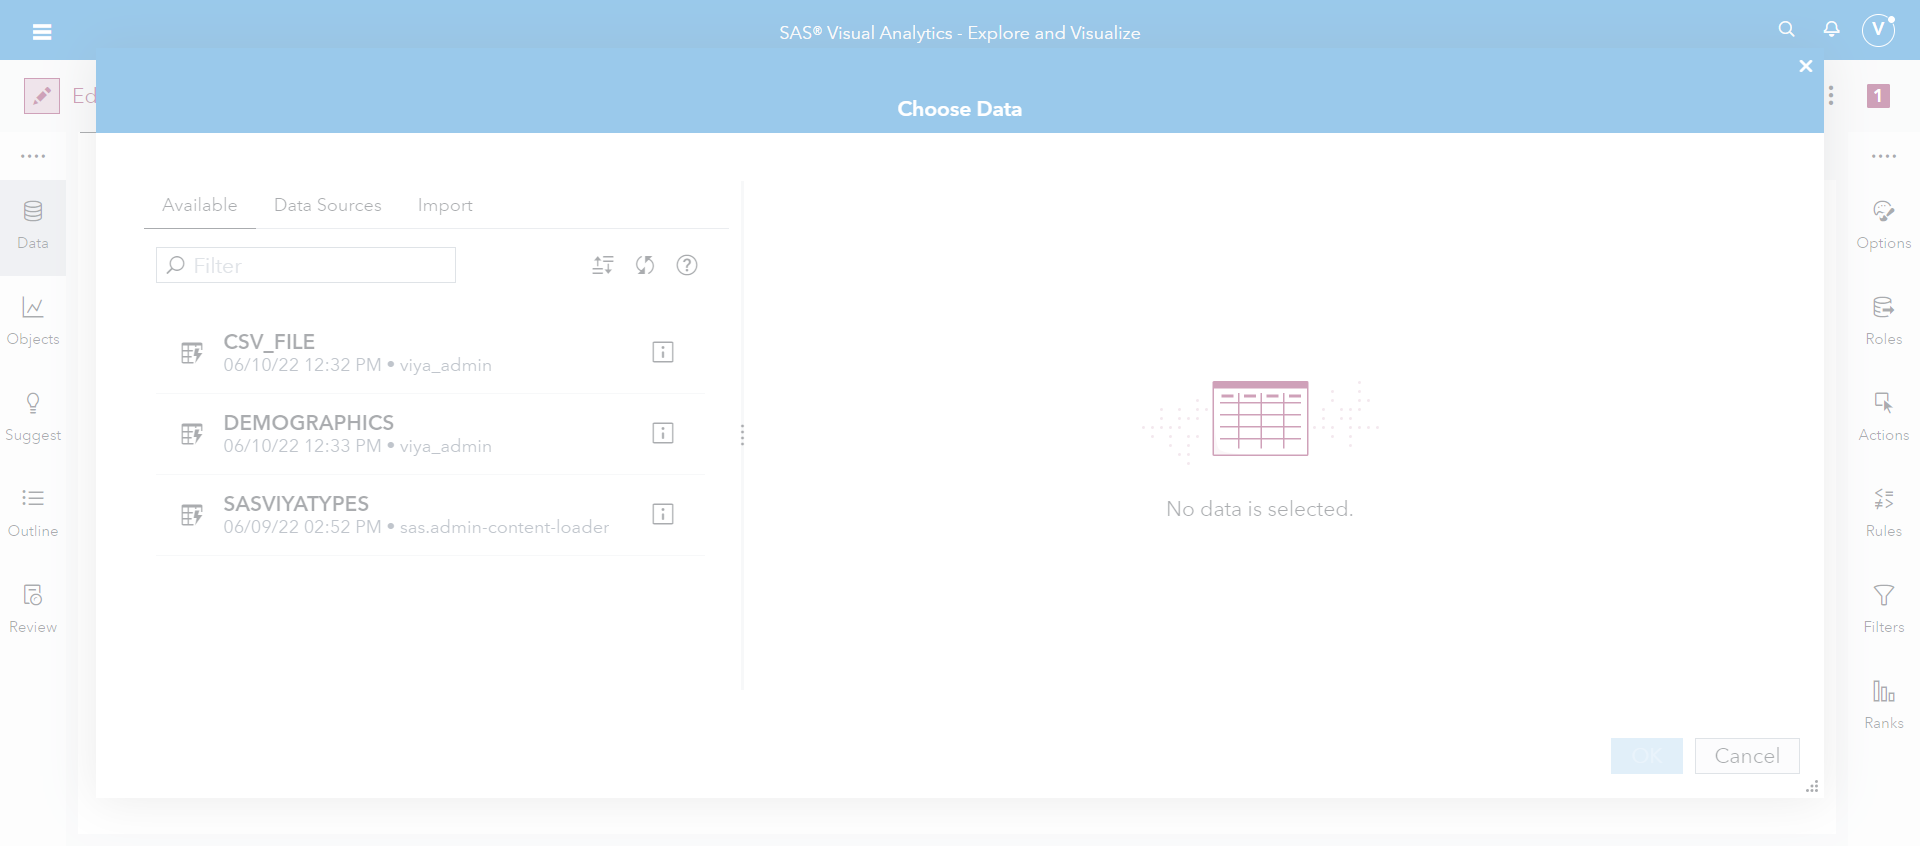 SAS® Visual Analytics - Explore and Visualize
V
Choose Data
Ed
1
Available Data Sources Import
Filter
Data
Objects
Suggest
Outline
Review
CSV_FILE
06/10/22 12:32 PM • viya_admin
DEMOGRAPHICS
06/10/22 12:33 PM • viya_admin
SASVIYATYPES
06/09/22 02:52 PM • sas.admin-content-loader
No data is selected.
OK Cancel
Options
Roles
Actions
Rules
Filters
Ranks